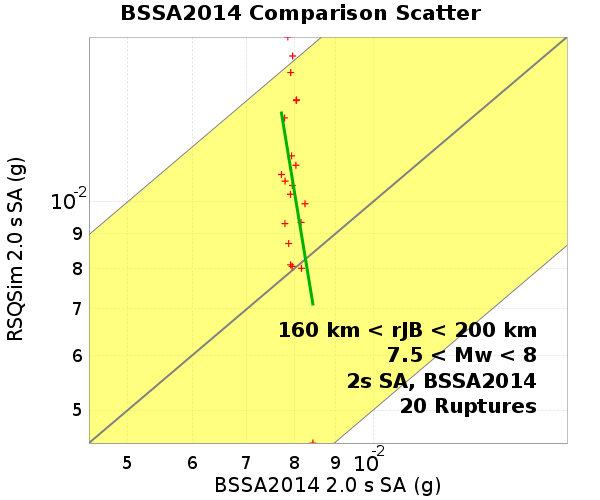 BSSA2014 Comparison Scatter
RSQSim 2.0 s SA (g)
10-2
9
8
7
6
5
160 km < rJB < 200 km
7.5 < Mw < 8
2s SA, BSSA2014
20 Ruptures
5 6 7 8 9 10-2
BSSA2014 2.0 s SA (g)